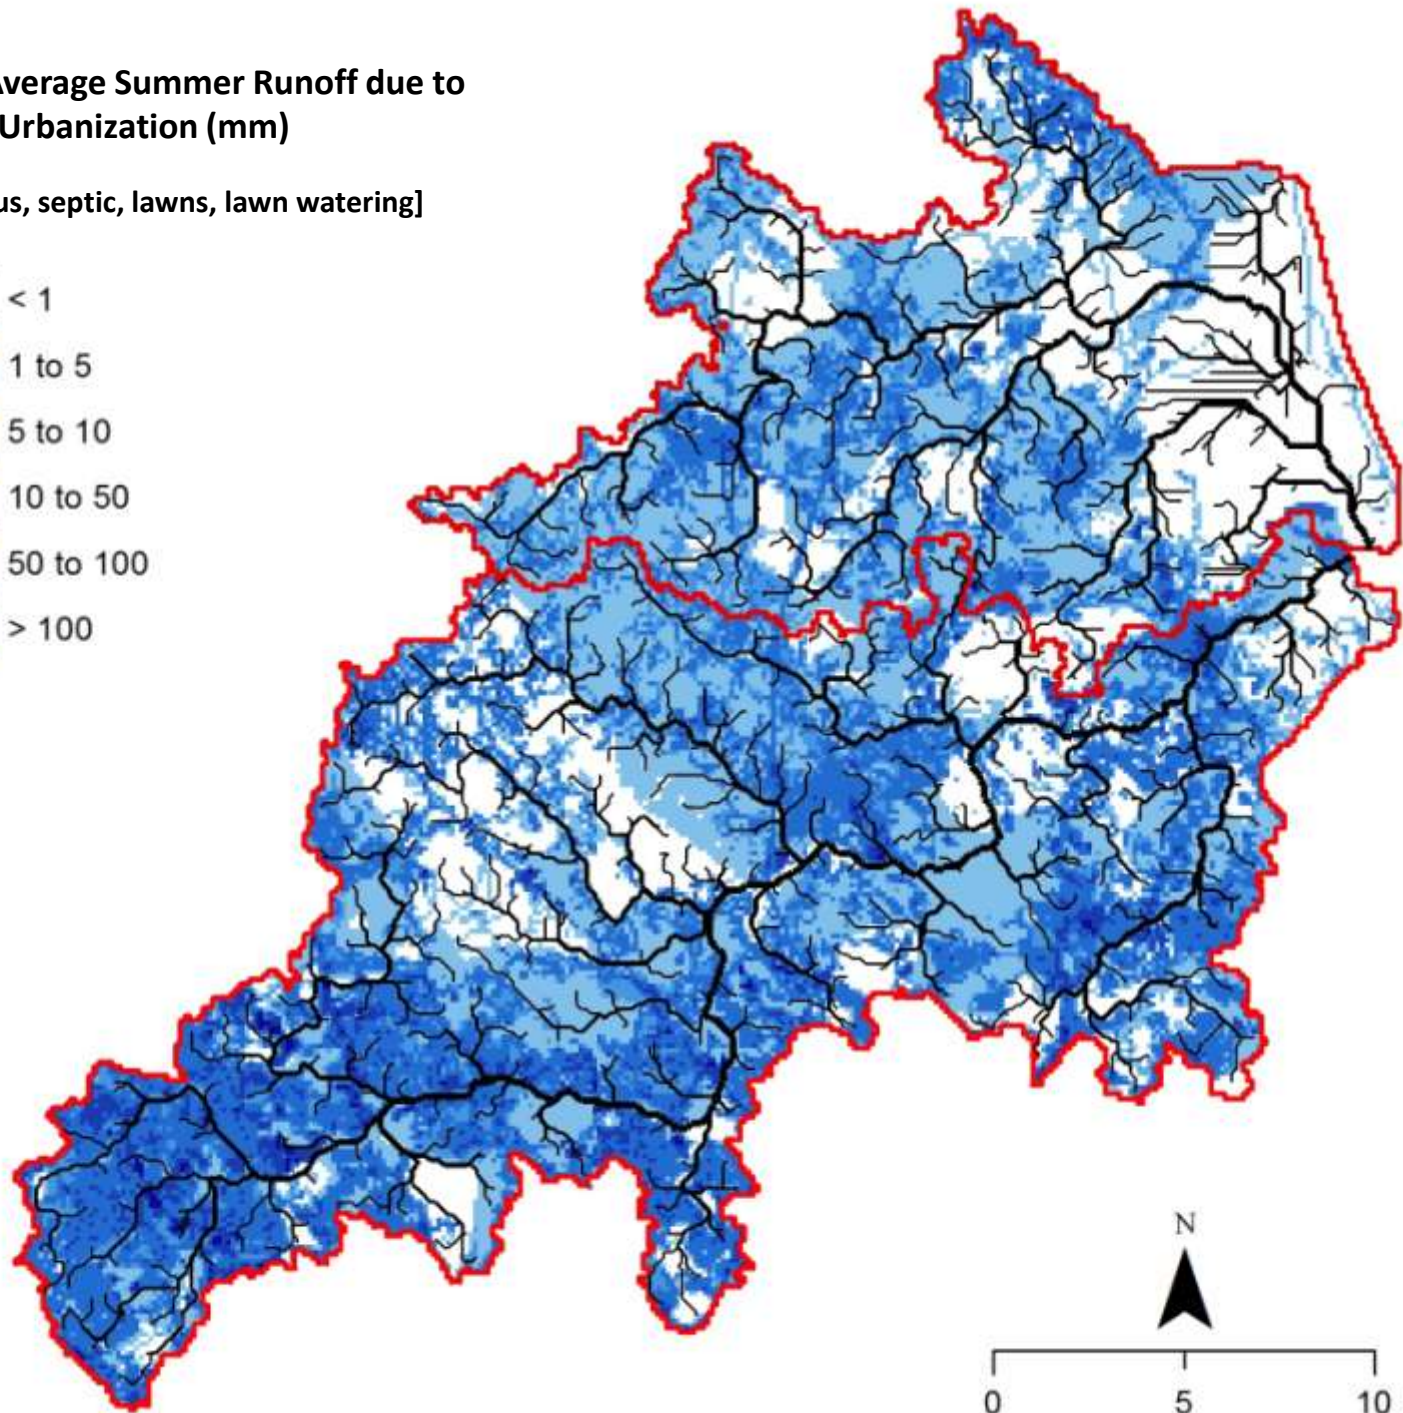 Average Summer Runoff due to
Urbanization (mm)
us, septic, lawns, lawn watering]
< 1
1 to 5
5 to 10
10 to 50
50 to 100
> 100
N
0 5 10